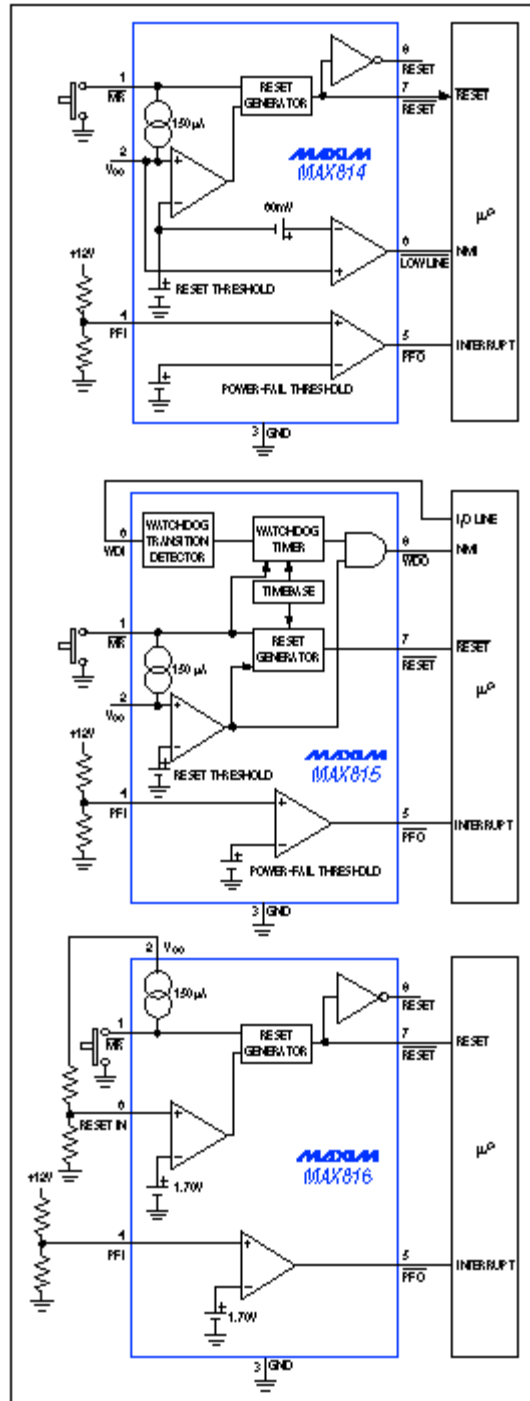 8
RESET
1
MR
RESET
GENERATOR
7
RESET
RESET
150µA
MAXIM
MAX814
2
VCC
60mV
µP
+12V
6
LOWLINE
NMI
RESET THRESHOLD
4
PFI
5
PFO
INTERRUPT
POWER-FAIL THRESHOLD
3 GND
I/O LINE
6
WDI
WATCHDOG
TRANSITION
DETECTOR
WATCHDOG
TIMER
8
WDO
NMI
TIMEBASE
1
MR
RESET
GENERATOR
7
RESET
RESET
150µA
2
VCC
µP
+12V
RESET THRESHOLD
MAXIM
MAX815
4
PFI
5
PFO
INTERRUPT
POWER-FAIL THRESHOLD
3 GND
2 VCC
150µA
8
RESET
1
MR
RESET
GENERATOR
7
RESET
RESET
6
RESET IN
MAXIM
MAX816
µP
+12V
1.70V
4
PFI
5
PFO
INTERRUPT
1.70V
3 GND